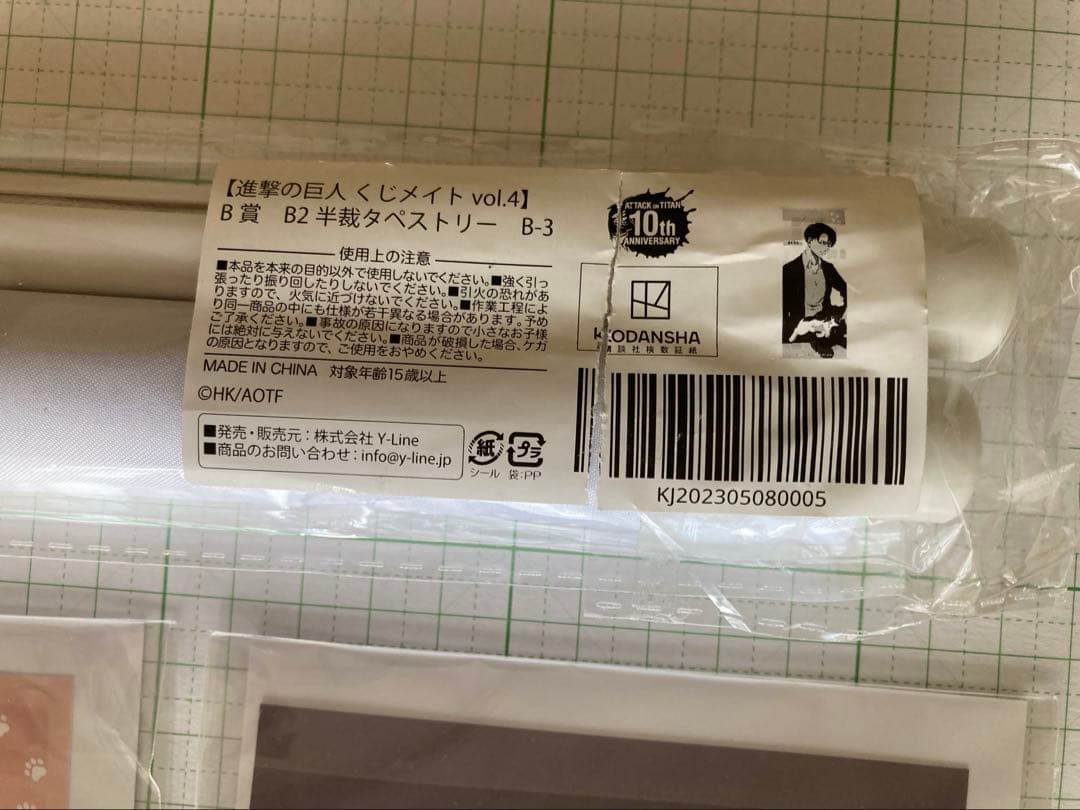 【進撃の巨人 くじメイト vol.4】
B 賞 B2 半裁タペストリー B-3
使用上の注意
■本品を本来の目的以外で使用しないでください。■強く引っ
張ったり振り回したりしないでください。■引火の恐れがあ
りますので、火気に近づけないでください。■作業工程によ
り同一商品の中にも仕様が若干異なる場合があります。予め
ご了承ください。■事故の原因になりますので小さなお子様
には絶対に与えないでください。■商品が破損した場合、ケガ
の原因となりますので、ご使用をおやめください。
MADE IN CHINA 対象年齢15歳以上
©HK/AOTF
■発売・販売元:株式会社 Y-Line
■商品のお問い合わせ:info@y-line.jp
紙
シール
プラ
袋:PP
ATTACK ON TITAN
10th
ANNIVERSARY
KODANSHA
講談社検数証紙
KJ202305080005